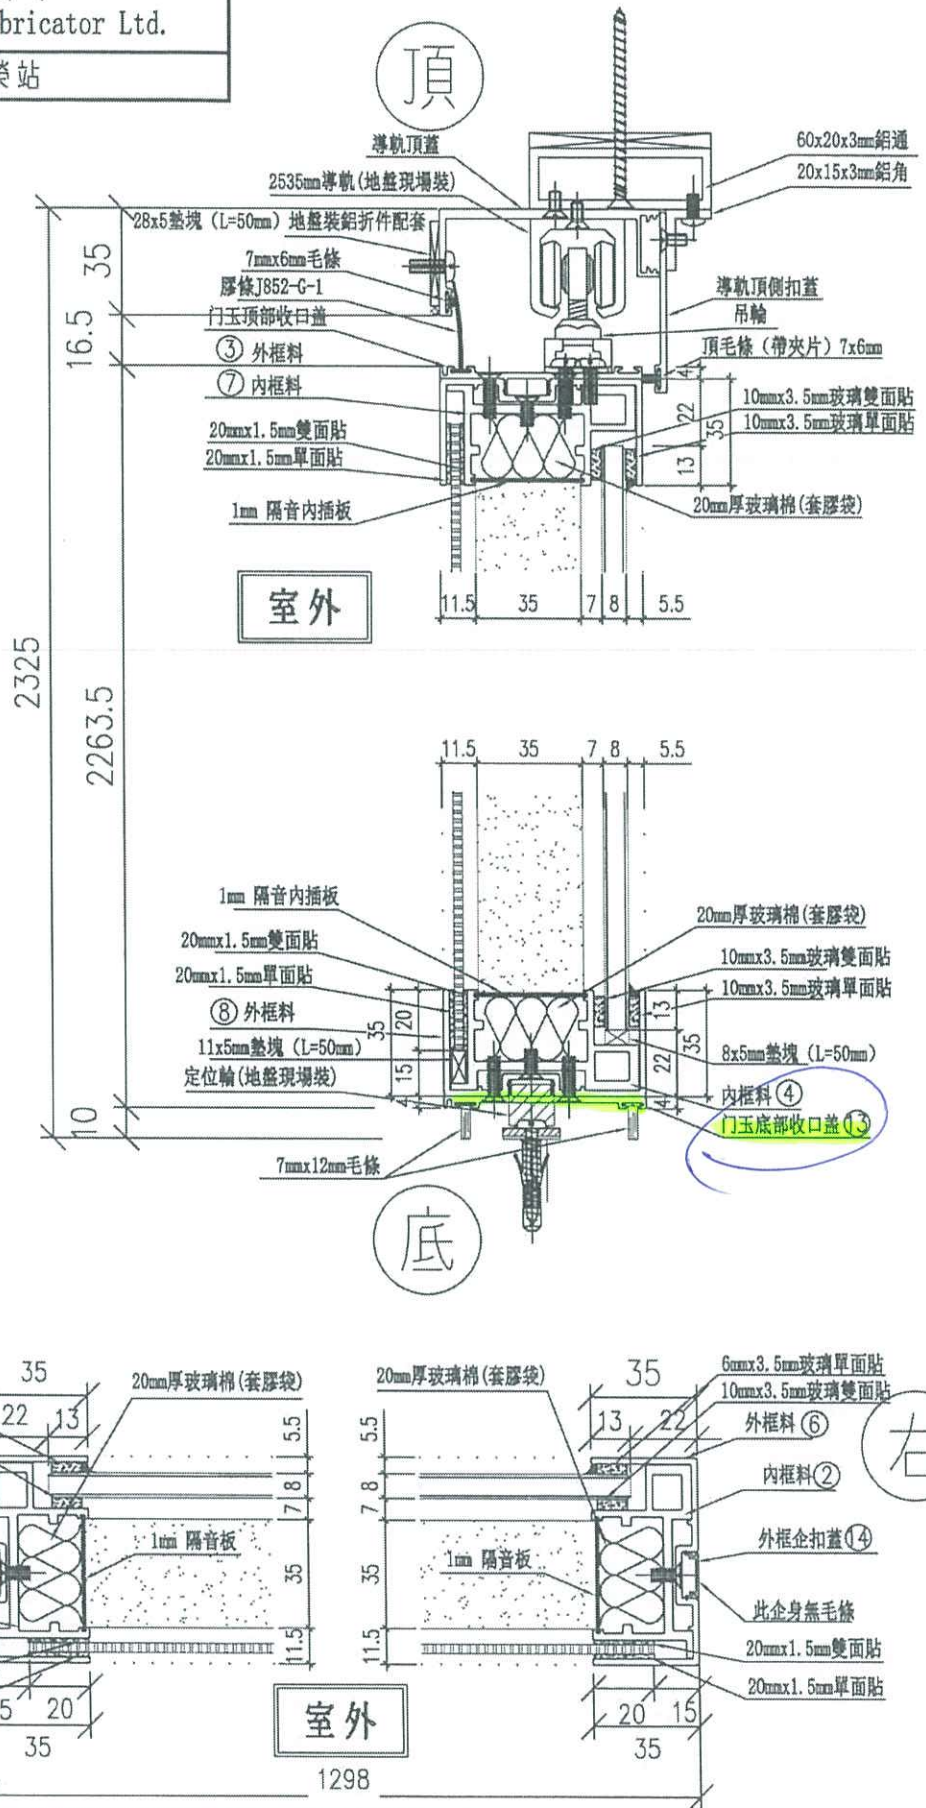 bricator Ltd.
榮站
頂
導軌頂蓋
2535mm導軌(地盤現場裝)
28x5墊塊 (L=50mm) 地盤裝鋁折件配套
7mmx6mm毛條
膠條J852-G-1
门玉顶部收口盖
③ 外框料
⑦ 內框料
20mmx1.5mm雙面貼
20mmx1.5mm單面貼
1mm 隔音內插板
60x20x3mm鋁通
20x15x3mm鋁角
導軌頂側扣蓋
吊輪
頂毛條 (帶夾片) 7x6mm
10mmx3.5mm玻璃雙面貼
10mmx3.5mm玻璃單面貼
20mm厚玻璃棉(套膠袋)
35
16.5
4
22
35
13
室外
11.5 35 7 8 5.5
2325
2263.5
11.5 35 7 8 5.5
1mm 隔音內插板
20mmx1.5mm雙面貼
20mmx1.5mm單面貼
⑧ 外框料
11x5mm墊塊 (L=50mm)
定位輪(地盤現場裝)
7mmx12mm毛條
20mm厚玻璃棉(套膠袋)
10mmx3.5mm玻璃雙面貼
10mmx3.5mm玻璃單面貼
8x5mm墊塊 (L=50mm)
內框料④
门玉底部收口盖⑬
35
20
15
4
10
13
22
35
4
底
35
22 13
20mm厚玻璃棉(套膠袋)
5.5
8
7
35
11.5
1mm 隔音板
5 20
35
20mm厚玻璃棉(套膠袋)
5.5
8
7
35
11.5
1mm 隔音板
35
13 22
6mmx3.5mm玻璃單面貼
10mmx3.5mm玻璃雙面貼
外框料⑥
右
內框料②
外框企扣蓋⑭
此企身無毛條
20mmx1.5mm雙面貼
20mmx1.5mm單面貼
20 15
35
室外
1298